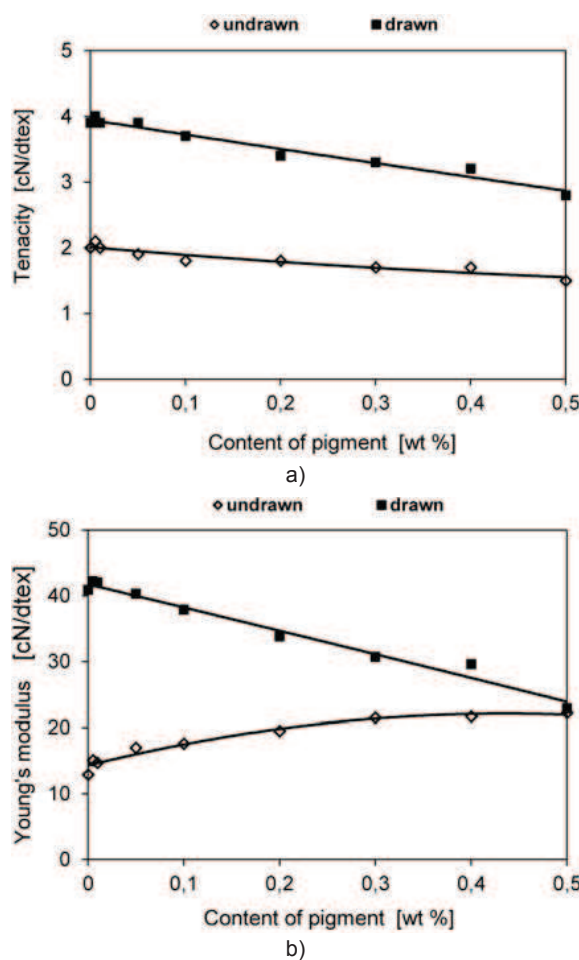 undrawn drawn
5
4
3
2
1
0
Tenacity [cN/dtex]
0 0,1 0,2 0,3 0,4 0,5
Content of pigment [wt %]
a)
undrawn drawn
50
40
30
20
10
0
Young's modulus [cN/dtex]
0 0,1 0,2 0,3 0,4 0,5
Content of pigment [wt %]
b)